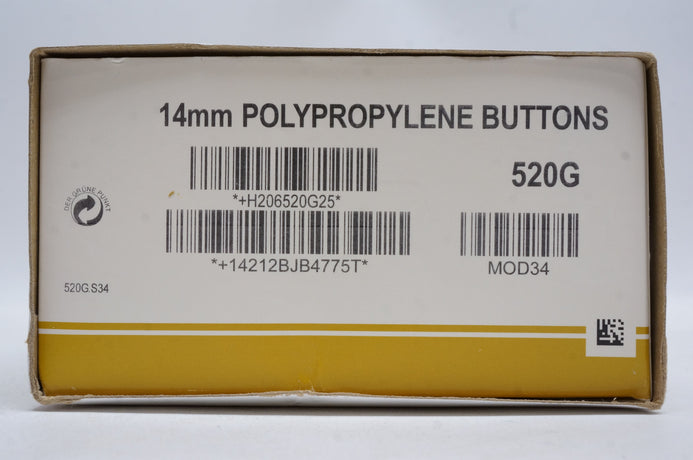 14mm POLYPROPYLENE BUTTONS
520G
*+H206520G25*
*+14212BJB4775T*
MOD34
DER GRÜNE PUNKT
520G.S34